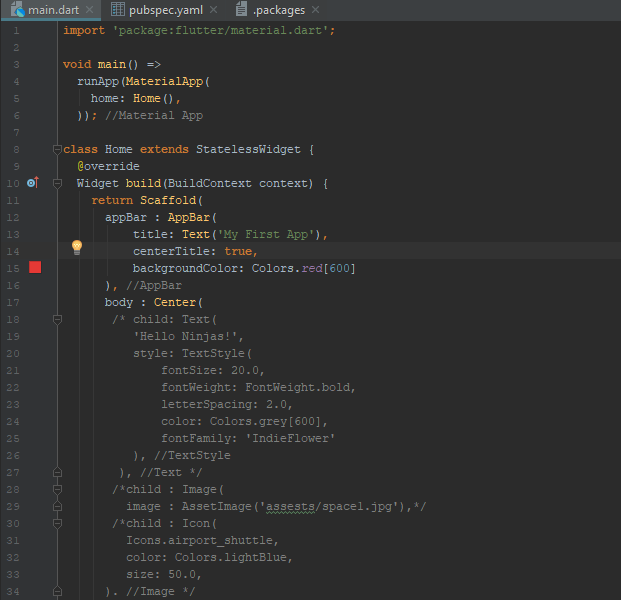 main.dart × pubspec.yaml × .packages ×
1 import 'package:flutter/material.dart';
2
3 void main() =>
4 runApp(MaterialApp(
5 home: Home(),
6 )); //Material App
7
8 class Home extends StatelessWidget {
9 @override
10 Widget build(BuildContext context) {
11 return Scaffold(
12 appBar : AppBar(
13 title: Text('My First App'),
14 centerTitle: true,
15 backgroundColor: Colors.red[600]
16 ), //AppBar
17 body : Center(
18 /* child: Text(
19 'Hello Ninjas!',
20 style: TextStyle(
21 fontSize: 20.0,
22 fontWeight: FontWeight.bold,
23 letterSpacing: 2.0,
24 color: Colors.grey[600],
25 fontFamily: 'IndieFlower'
26 ), //TextStyle
27 ), //Text */
28 /*child : Image(
29 image : AssetImage('assests/space1.jpg'),*/
30 /*child : Icon(
31 Icons.airport_shuttle,
32 color: Colors.lightBlue,
33 size: 50.0,
34 ), //Image */